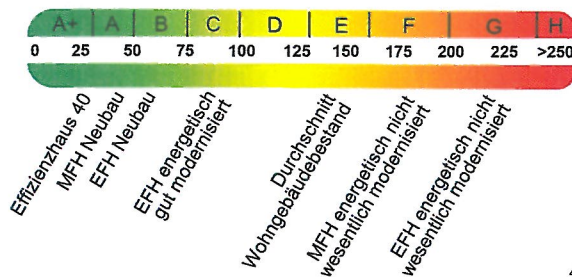 A+ A B C D E F G H
0 25 50 75 100 125 150 175 200 225 >250
Effizienzhaus 40
MFH Neubau
EFH Neubau
EFH energetisch
gut modernisiert
Durchschnitt
Wohngebäudebestand
MFH energetisch nicht
wesentlich modernisiert
EFH energetisch nicht
wesentlich modernisiert